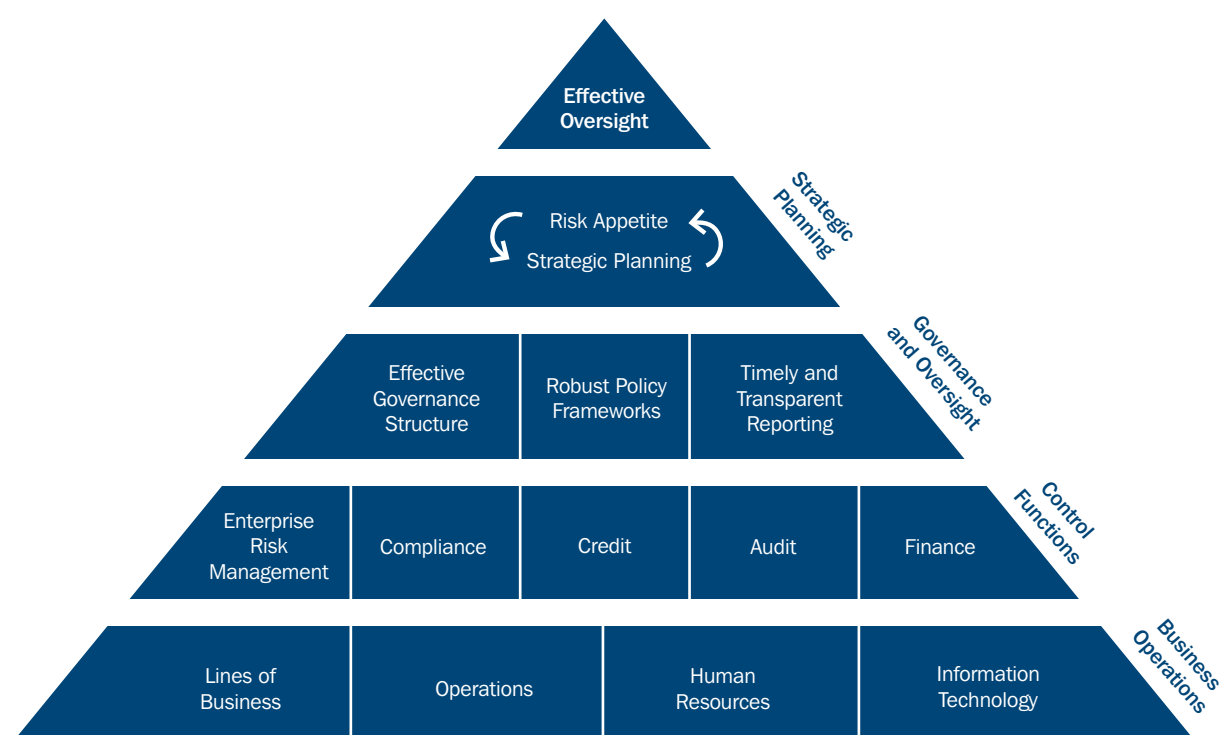 Effective
Oversight
Strategic
Planning
Risk Appetite
Strategic Planning
Governance
and Oversight
Effective
Governance
Structure
Robust Policy
Frameworks
Timely and
Transparent
Reporting
Control
Functions
Enterprise
Risk
Management
Compliance
Credit
Audit
Finance
Business
Operations
Lines of
Business
Operations
Human
Resources
Information
Technology